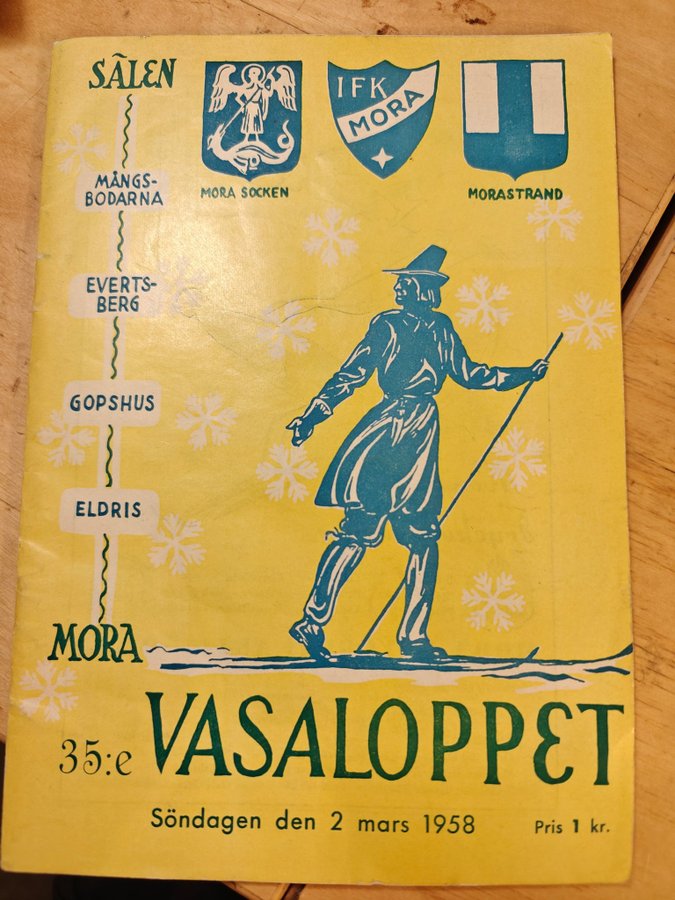 SÄLEN
MÅNGS-
BODARNA
EVERTS-
BERG
GOPSHUS
ELDRIS
MORA
MORA SOCKEN
IFK
MORA
MORASTRAND
35:e VASALOPPET
Söndagen den 2 mars 1958 Pris 1 kr.